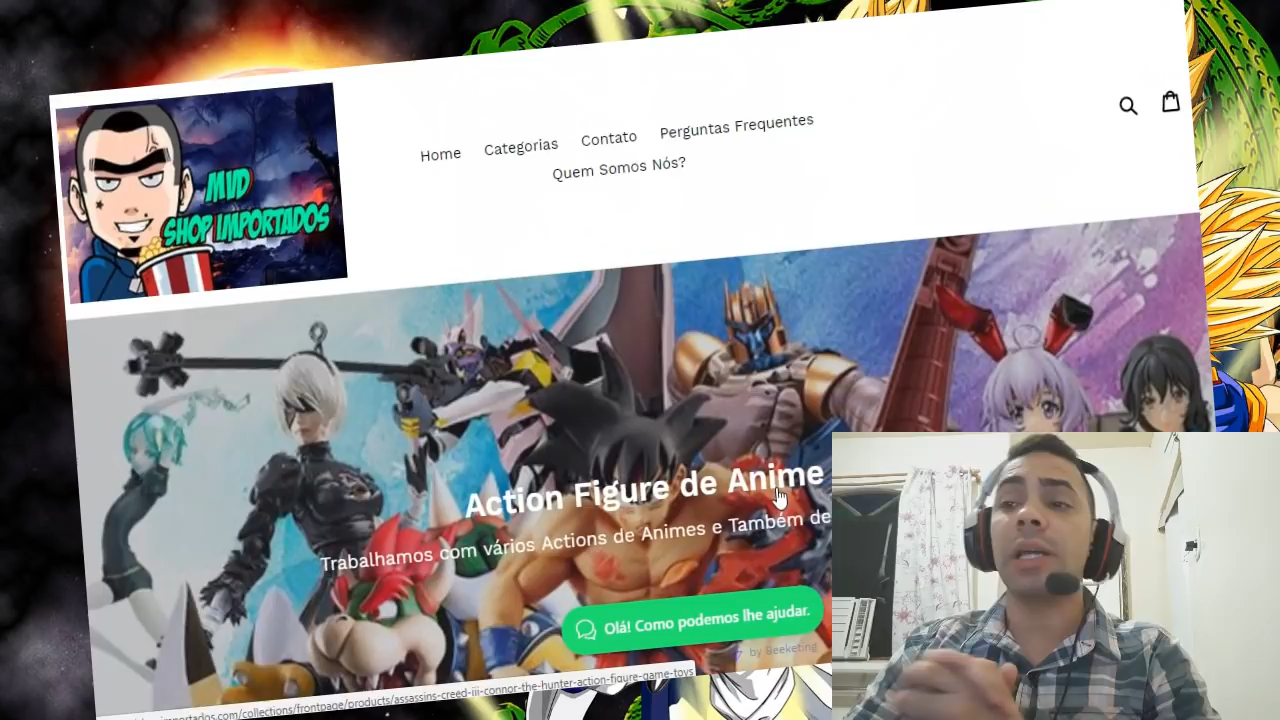 MVD
SHOP IMPORTADOS
Home Categorias Contato Perguntas Frequentes
Quem Somos Nós?
Action Figure de Anime
Trabalhamos com vários Actions de Animes e Também de
Olá! Como podemos lhe ajudar.
by Beeketing
importados.com/collections/frontpage/products/assassins-creed-iii-connor-the-hunter-action-figure-game-toys